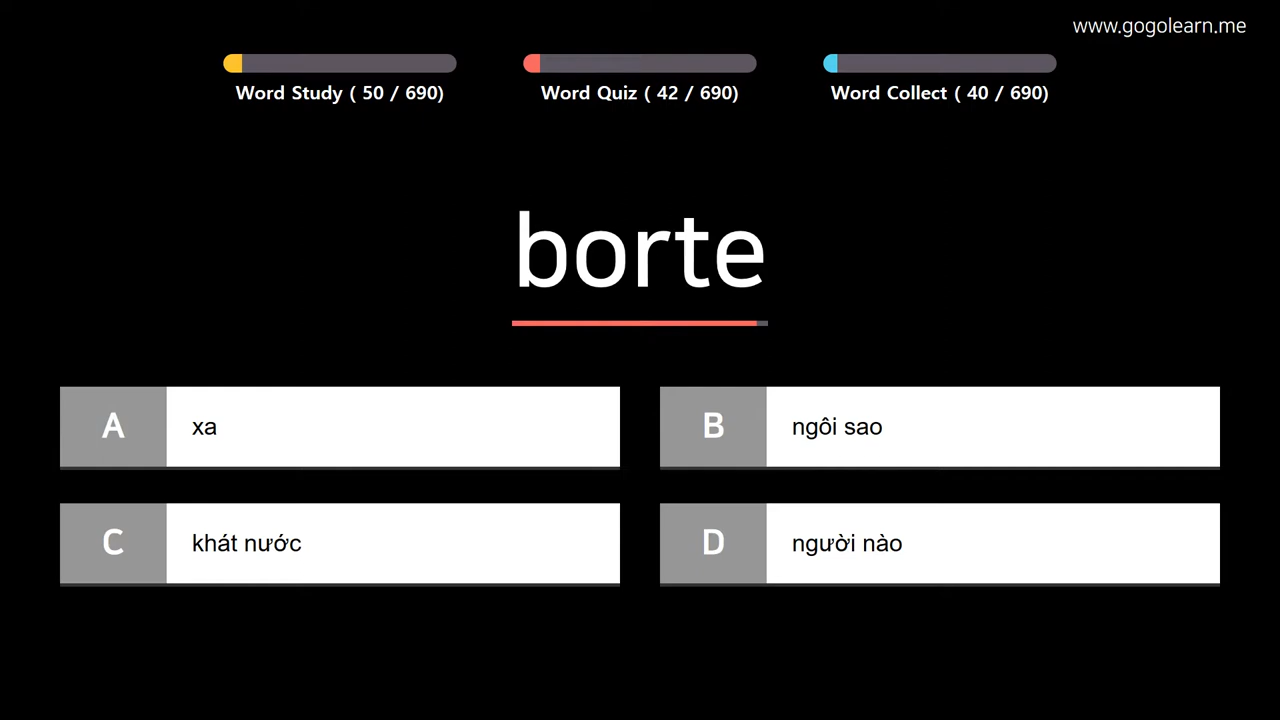 www.gogolearn.me
Word Study ( 50 / 690)
Word Quiz ( 42 / 690)
Word Collect ( 40 / 690)
borte
A xa
B ngôi sao
C khát nước
D người nào